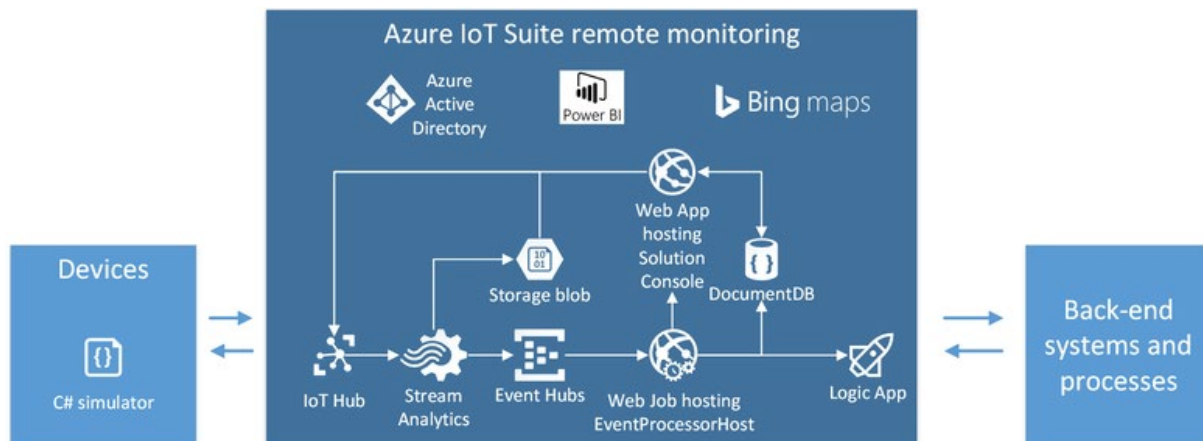 Azure IoT Suite remote monitoring
Azure
Active
Directory
Power BI
Bing maps
Devices
{}
C# simulator
10
01
Storage blob
Web App
hosting
Solution
Console
{ }
DocumentDB
IoT Hub
Stream
Analytics
Event Hubs
Web Job hosting
EventProcessorHost
Logic App
Back-end
systems and
processes